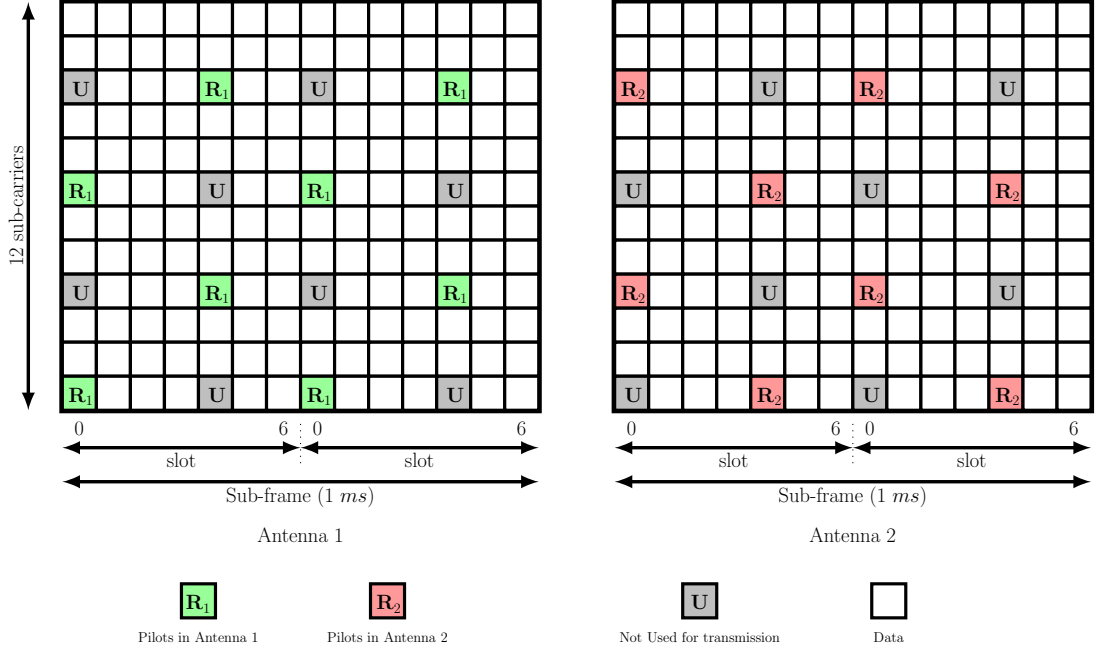 U R₁ U R₁ R₂ U R₂ U
R₁ U R₁ U U R₂ U R₂
12 sub-carriers
U R₁ U R₁ R₂ U R₂ U
R₁ U R₁ U U R₂ U R₂
0 6 0 6 0 6 0 6
slot slot slot slot
Sub-frame (1 ms) Sub-frame (1 ms)
Antenna 1 Antenna 2
R₁ R₂ U
Pilots in Antenna 1 Pilots in Antenna 2 Not Used for transmission Data